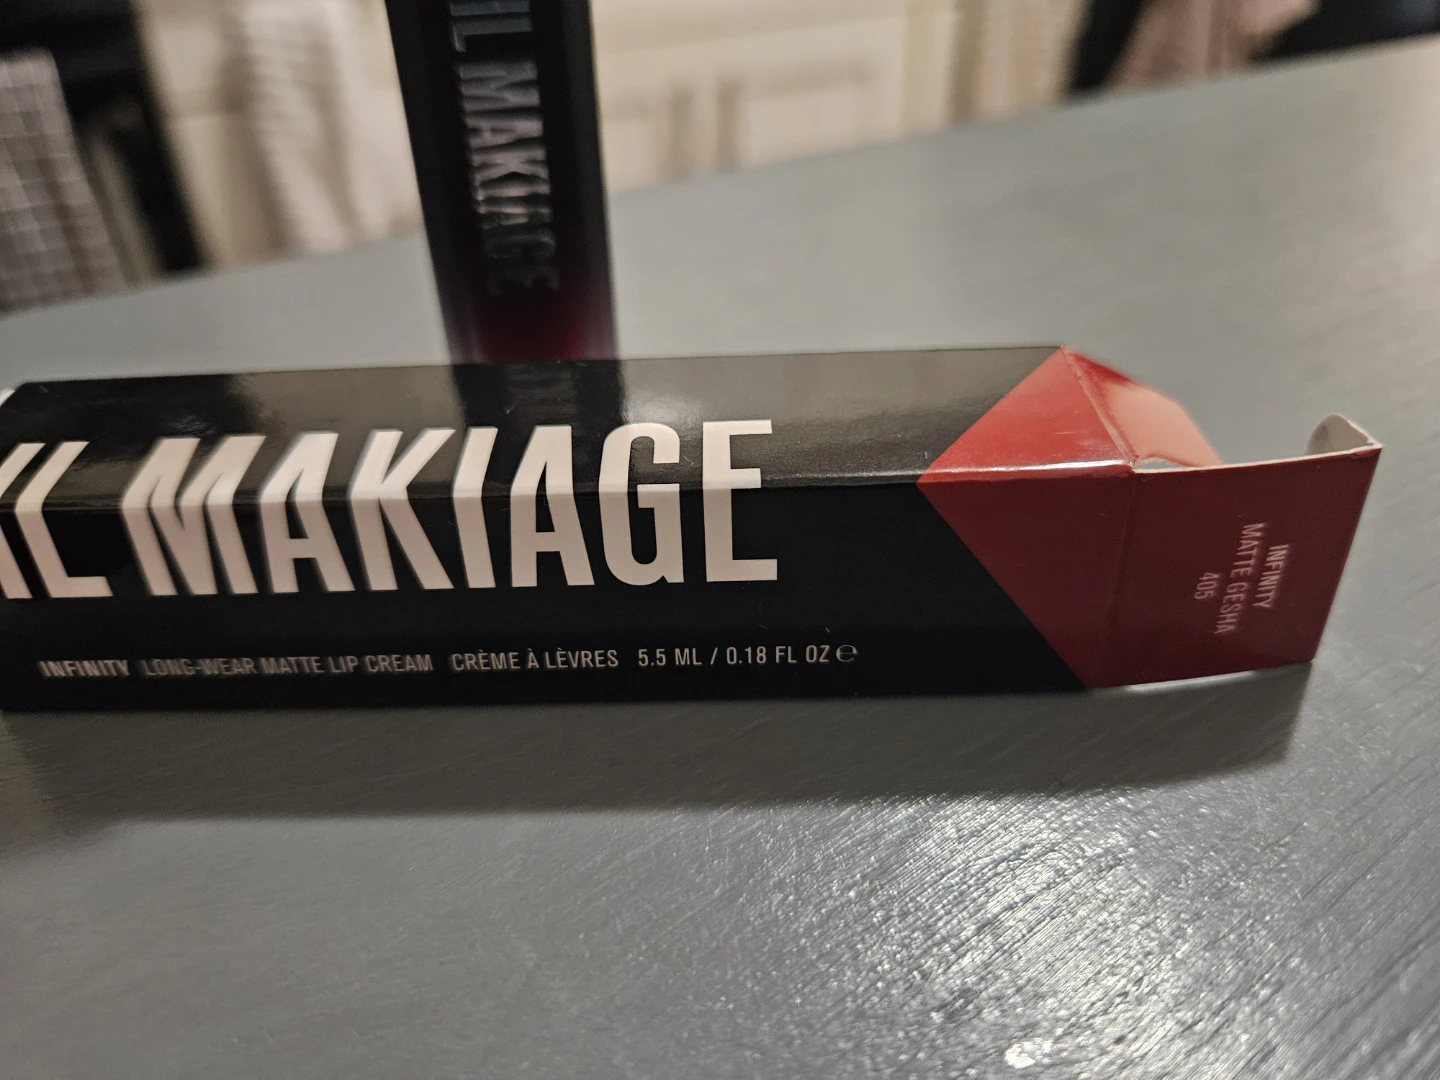 IL MAKIAGE
IL MAKIAGE
INFINITY LONG-WEAR MATTE LIP CREAM CRÈME À LÈVRES 5.5 ML / 0.18 FL OZ ℮
INFINITY
MATTE GESHA
405